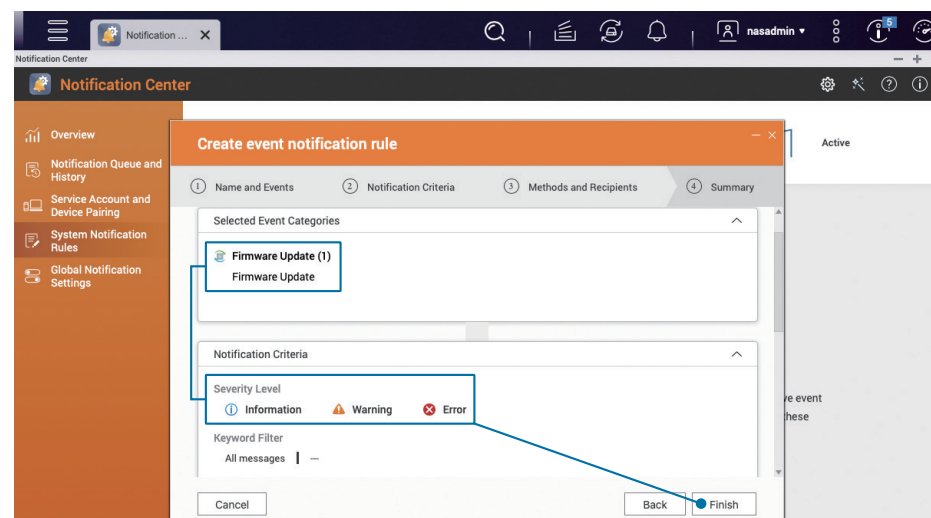 Notification ...
nasadmin
5
Notification Center
Notification Center
Overview
Notification Queue and
History
Service Account and
Device Pairing
System Notification
Rules
Global Notification
Settings
Active
Create event notification rule
1 Name and Events
2 Notification Criteria
3 Methods and Recipients
4 Summary
Selected Event Categories
Firmware Update (1)
Firmware Update
Notification Criteria
Severity Level
Information Warning Error
Keyword Filter
All messages | —
event
these
Cancel
Back
Finish